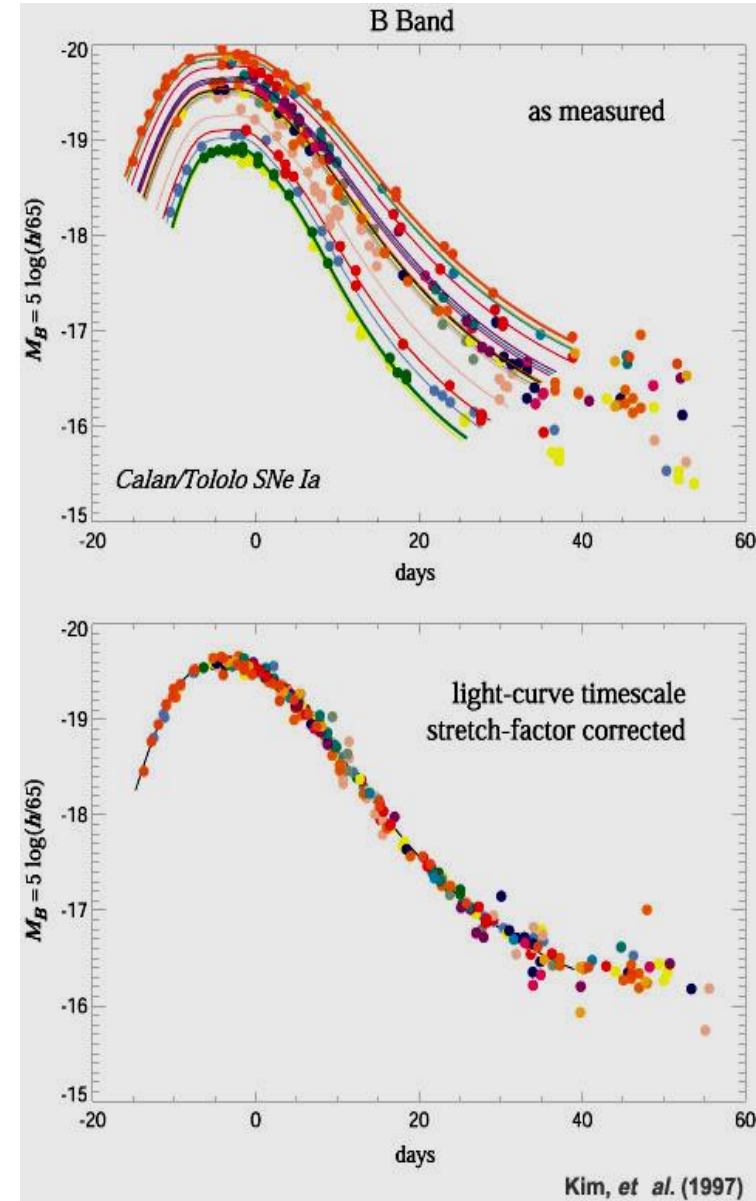 B Band
-20
-19
-18
-17
-16
-15
M_B = 5 log(h/65)
as measured
Calan/Tololo SNe Ia
-20 0 20 40 60
days
-20
-19
-18
-17
-16
-15
M_B = 5 log(h/65)
light-curve timescale
stretch-factor corrected
-20 0 20 40 60
days
Kim, et al. (1997)